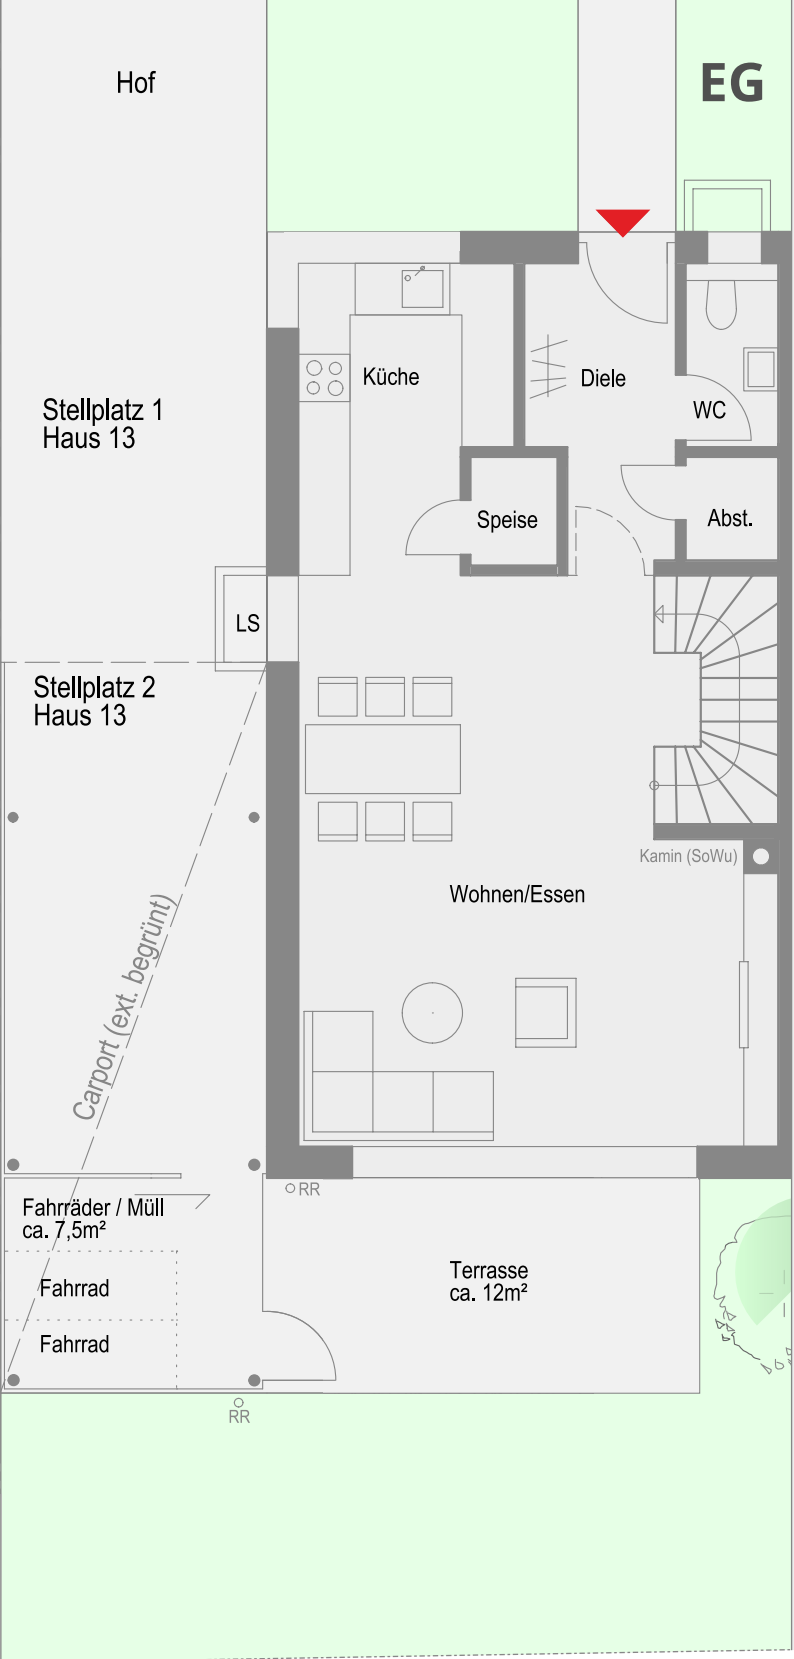 Hof
EG
Küche
Diele
Stellplatz 1
Haus 13
WC
Speise
Abst.
LS
Stellplatz 2
Haus 13
Kamin (SoWu)
Wohnen/Essen
Carport (ext. begrünt)
RR
Fahrräder / Müll
ca. 7,5m²
Terrasse
ca. 12m²
Fahrrad
Fahrrad
RR